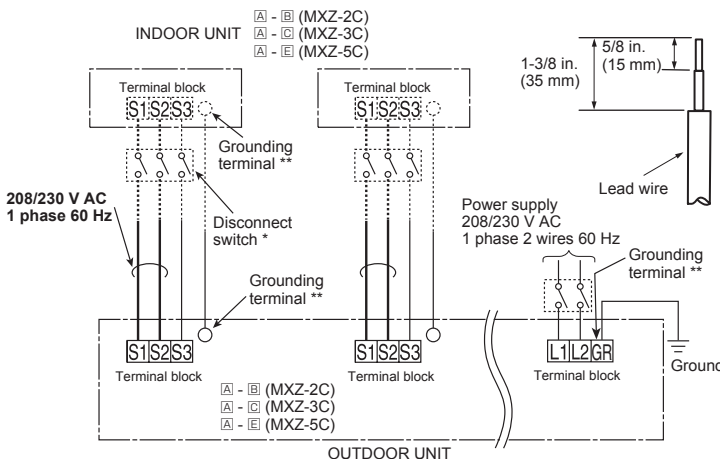 INDOOR UNIT
A - B (MXZ-2C)
A - C (MXZ-3C)
A - E (MXZ-5C)
Terminal block
S1 S2 S3
Grounding
terminal **
Disconnect
switch *
208/230 V AC
1 phase 60 Hz
Grounding
terminal **
S1 S2 S3
Terminal block
Terminal block
S1 S2 S3
S1 S2 S3
Terminal block
A - B (MXZ-2C)
A - C (MXZ-3C)
A - E (MXZ-5C)
5/8 in.
(15 mm)
1-3/8 in.
(35 mm)
Lead wire
Power supply
208/230 V AC
1 phase 2 wires 60 Hz
Grounding
terminal **
L1 L2 GR
Terminal block
Ground
OUTDOOR UNIT